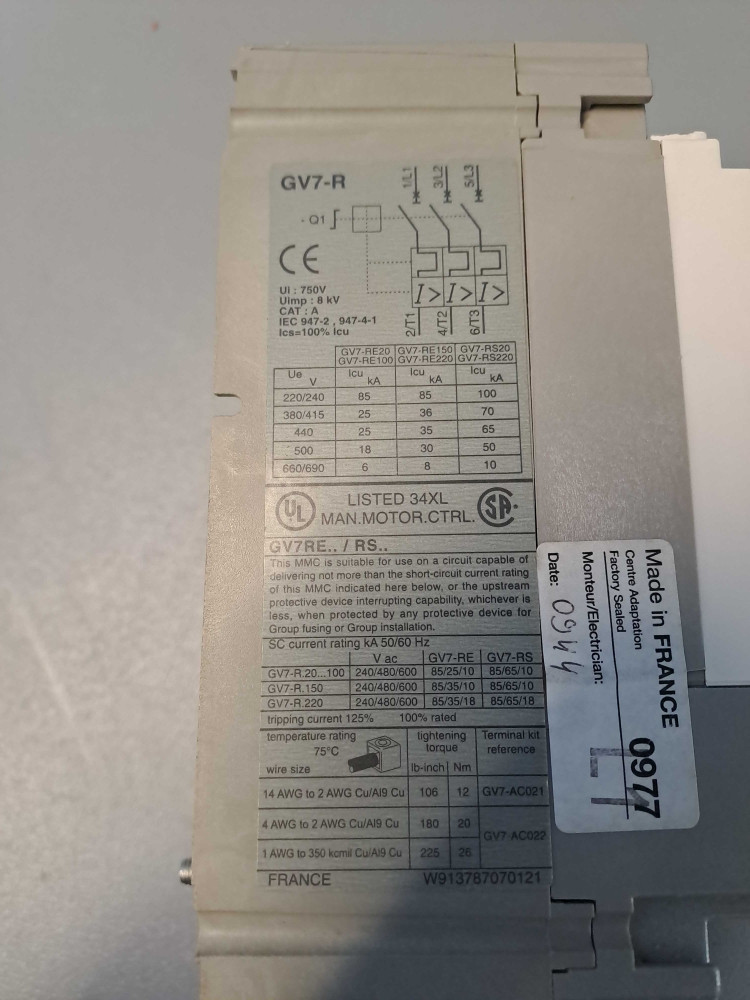 GV7-R
1/L1 3/L2 5/L3
- Q1
CE
Ui : 750V
Uimp : 8 kV
CAT : A
IEC 947-2 , 947-4-1
Ics=100% Icu
I> I> I>
2/T1 4/T2 6/T3
GV7-RE20 GV7-RE150 GV7-RS20
GV7-RE100 GV7-RE220 GV7-RS220
Ue V Icu kA Icu kA Icu kA
220/240 85 85 100
380/415 25 36 70
440 25 35 65
500 18 30 50
660/690 6 8 10
UL LISTED 34XL SA
MAN.MOTOR.CTRL.
GV7RE.. / RS..
This MMC is suitable for use on a circuit capable of
delivering not more than the short-circuit current rating
of this MMC indicated here below, or the upstream
protective device interrupting capability, whichever is
less, when protected by any protective device for
Group fusing or Group installation.
SC current rating kA 50/60 Hz
V ac GV7-RE GV7-RS
GV7-R.20...100 240/480/600 85/25/10 85/65/10
GV7-R.150 240/480/600 85/35/10 85/65/10
GV7-R.220 240/480/600 85/35/18 85/65/18
tripping current 125% 100% rated
temperature rating tightening Terminal kit
75°C torque reference
wire size lb-inch Nm
14 AWG to 2 AWG Cu/Al9 Cu 106 12 GV7-AC021
4 AWG to 2 AWG Cu/Al9 Cu 180 20
GV7-AC022
1 AWG to 350 kcmil Cu/Al9 Cu 225 26
FRANCE W913787070121
Made in FRANCE 0977
Centre Adaptation
Factory Sealed
Monteur/Electrician:
Date: 0944